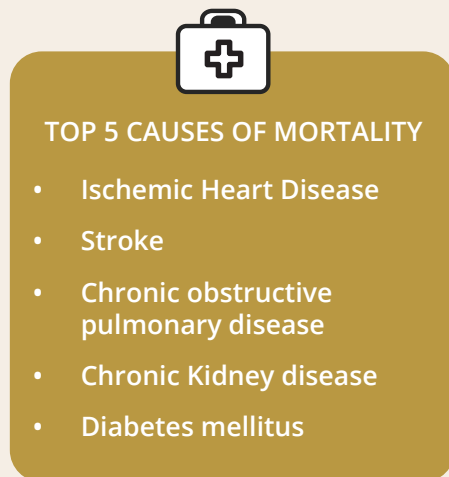 TOP 5 CAUSES OF MORTALITY
• Ischemic Heart Disease
• Stroke
• Chronic obstructive
pulmonary disease
• Chronic Kidney disease
• Diabetes mellitus